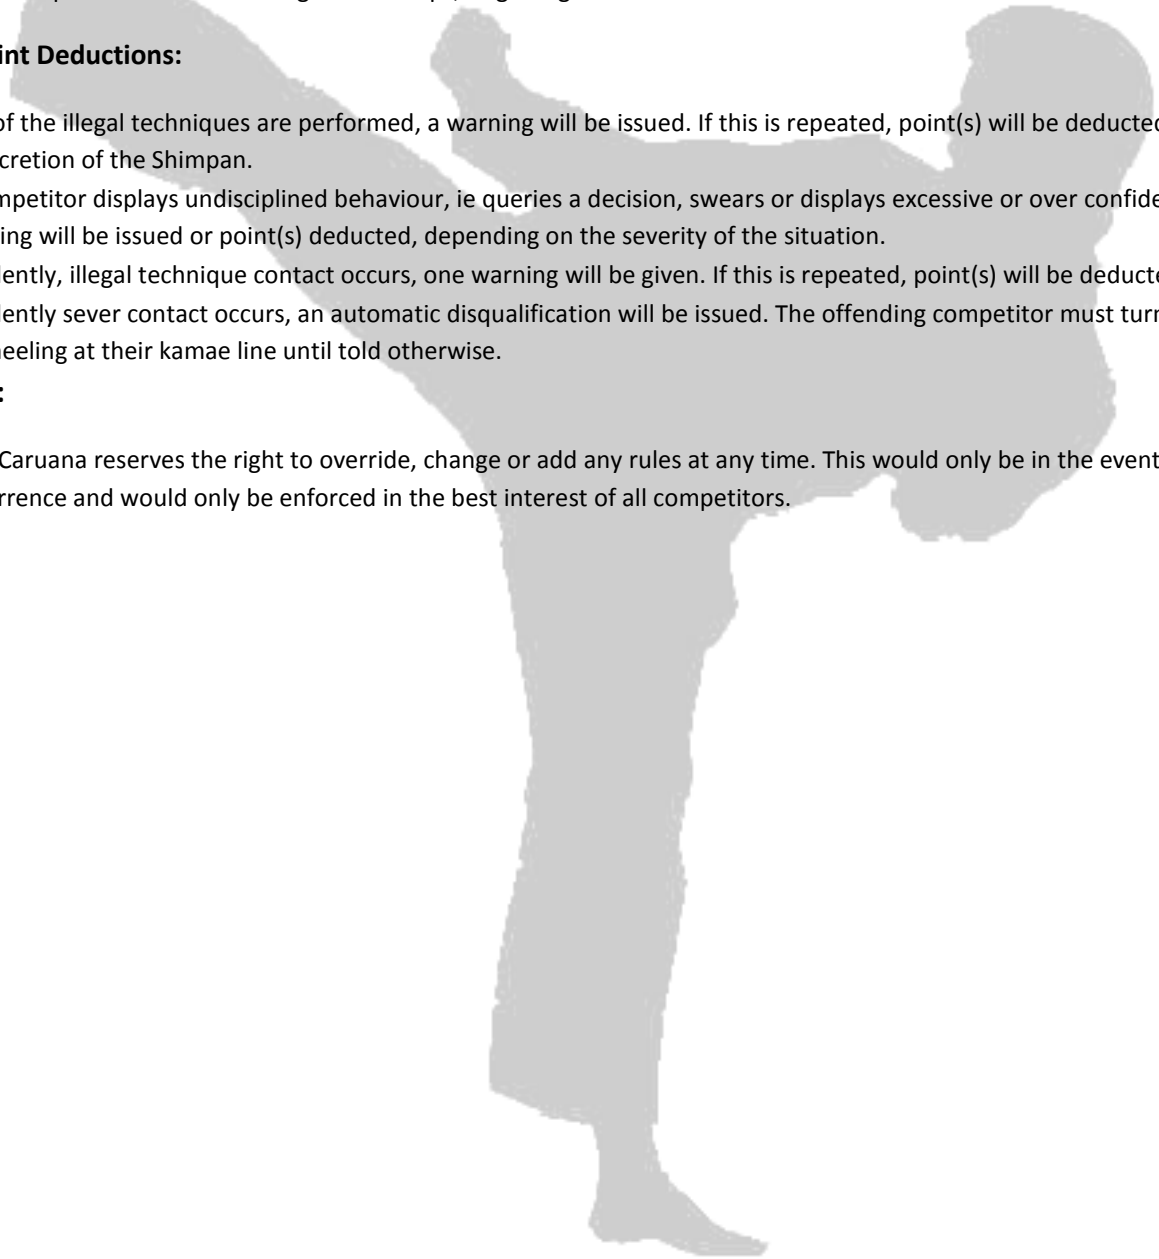 int Deductions:
of the illegal techniques are performed, a warning will be issued. If this is repeated, point(s) will be deducted
cretion of the Shimpan.
mpetitor displays undisciplined behaviour, ie queries a decision, swears or displays excessive or over confide
ing will be issued or point(s) deducted, depending on the severity of the situation.
lently, illegal technique contact occurs, one warning will be given. If this is repeated, point(s) will be deducte
lently sever contact occurs, an automatic disqualification will be issued. The offending competitor must turn
neeling at their kamae line until told otherwise.
:
Caruana reserves the right to override, change or add any rules at any time. This would only be in the event
rrence and would only be enforced in the best interest of all competitors.